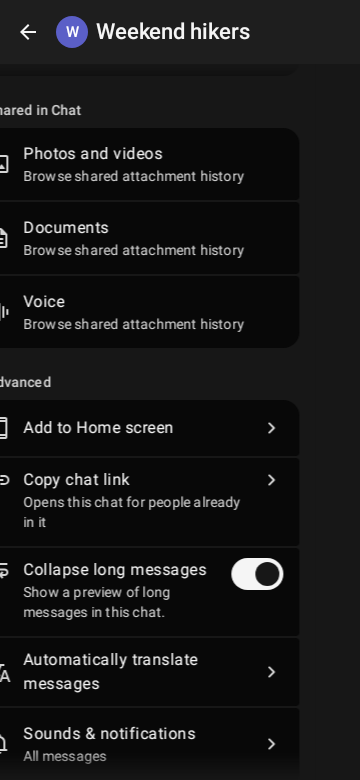 W Weekend hikers
hared in Chat
Photos and videos
Browse shared attachment history
Documents
Browse shared attachment history
Voice
Browse shared attachment history
dvanced
Add to Home screen
Copy chat link
Opens this chat for people already
in it
Collapse long messages
Show a preview of long
messages in this chat.
Automatically translate
messages
Sounds & notifications
All messages